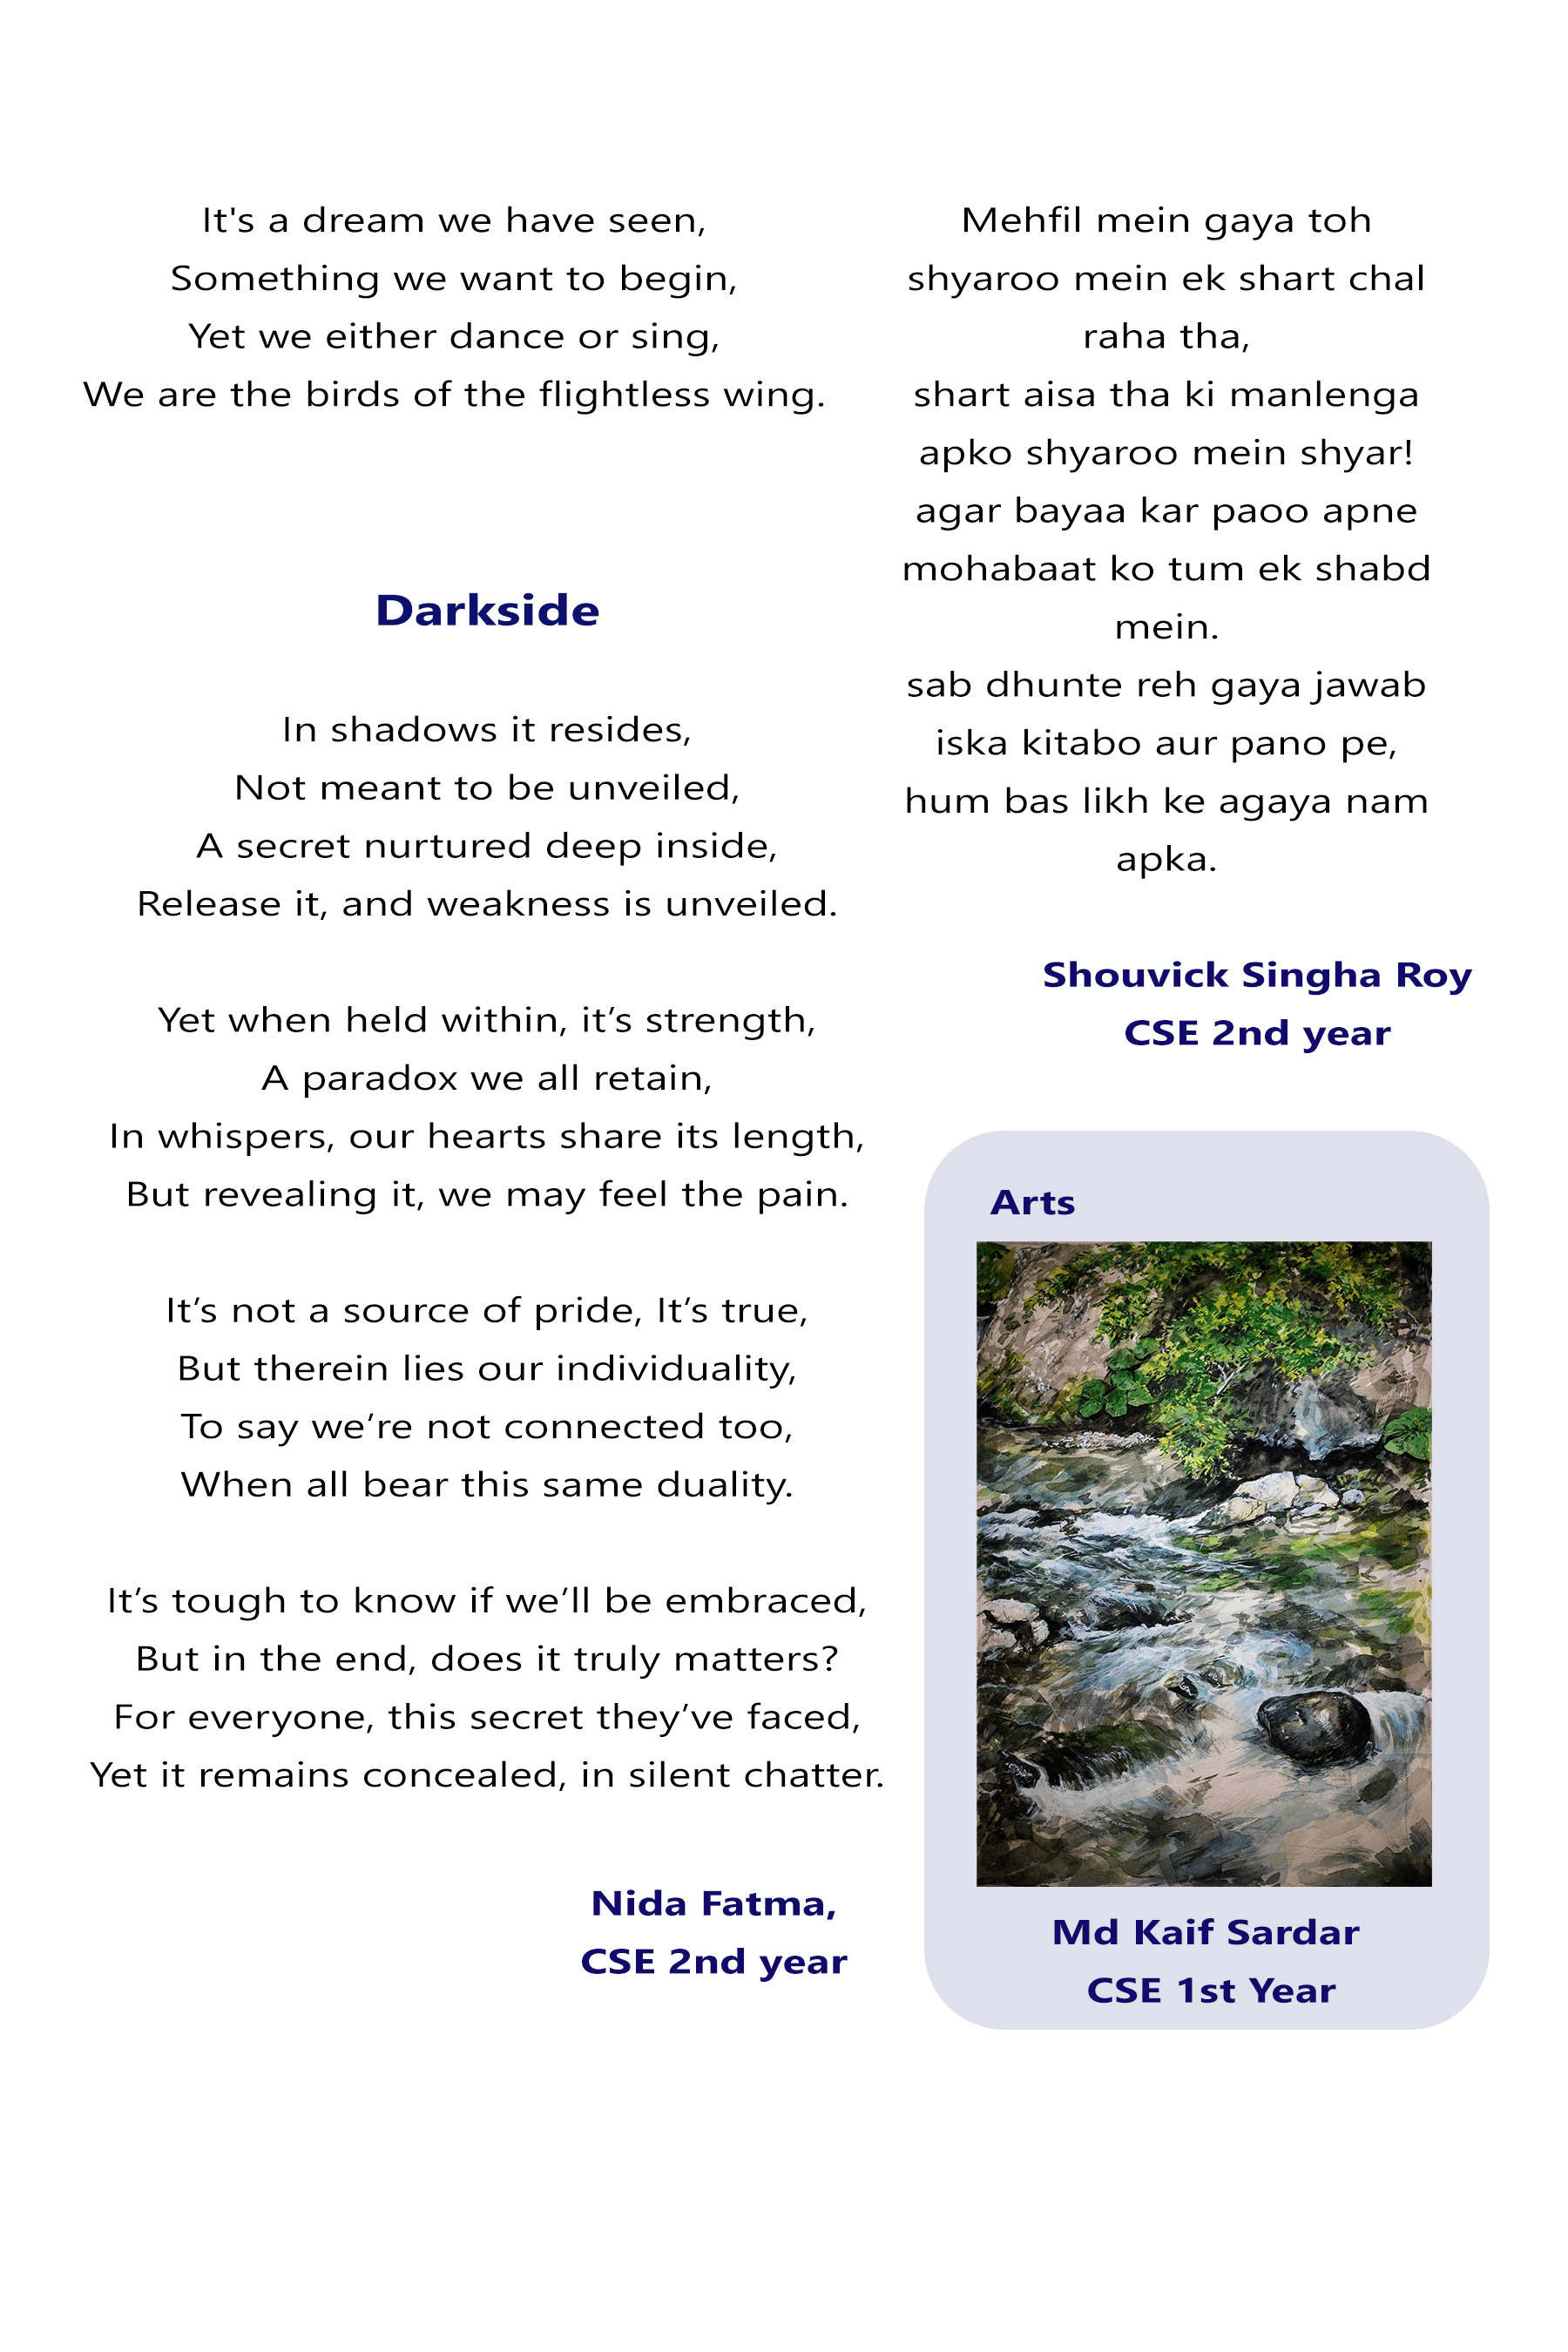 It's a dream we have seen,
Something we want to begin,
Yet we either dance or sing,
We are the birds of the flightless wing.
Darkside
In shadows it resides,
Not meant to be unveiled,
A secret nurtured deep inside,
Release it, and weakness is unveiled.
Yet when held within, it’s strength,
A paradox we all retain,
In whispers, our hearts share its length,
But revealing it, we may feel the pain.
It’s not a source of pride, It’s true,
But therein lies our individuality,
To say we’re not connected too,
When all bear this same duality.
It’s tough to know if we’ll be embraced,
But in the end, does it truly matters?
For everyone, this secret they’ve faced,
Yet it remains concealed, in silent chatter.
Nida Fatma,
CSE 2nd year
Mehfil mein gaya toh
shyaroo mein ek shart chal
raha tha,
shart aisa tha ki manlenga
apko shyaroo mein shyar!
agar bayaa kar paoo apne
mohabaat ko tum ek shabd
mein.
sab dhunte reh gaya jawab
iska kitabo aur pano pe,
hum bas likh ke agaya nam
apka.
Shouvick Singha Roy
CSE 2nd year
Arts
Md Kaif Sardar
CSE 1st Year